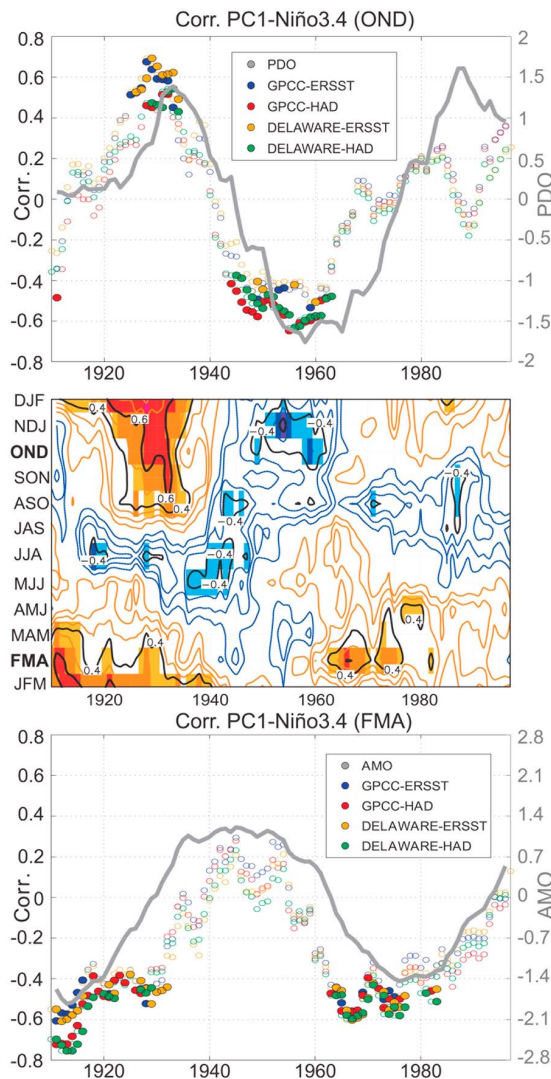 Corr. PC1-Niño3.4 (OND)
0.8
0.6
0.4
0.2
0
-0.2
-0.4
-0.6
-0.8
Corr.
PDO
GPCC-ERSST
GPCC-HAD
DELAWARE-ERSST
DELAWARE-HAD
2
1.5
1
0.5
0
-0.5
-1
-1.5
-2
PDO
1920
1940
1960
1980
DJF
NDJ
OND
SON
ASO
JAS
JJA
MJJ
AMJ
MAM
FMA
JFM
0.4
0.4
0.6
0.4
-0.4
-0.4
-0.4
-0.4
-0.4
-0.4
-0.4
-0.4
-0.4
0.4
0.4
0.4
0.4
0.4
1920
1940
1960
1980
Corr. PC1-Niño3.4 (FMA)
0.8
0.6
0.4
0.2
0
-0.2
-0.4
-0.6
-0.8
Corr.
AMO
GPCC-ERSST
GPCC-HAD
DELAWARE-ERSST
DELAWARE-HAD
2.8
2.1
1.4
0.7
0
-0.7
-1.4
-2.1
-2.8
AMO
1920
1940
1960
1980